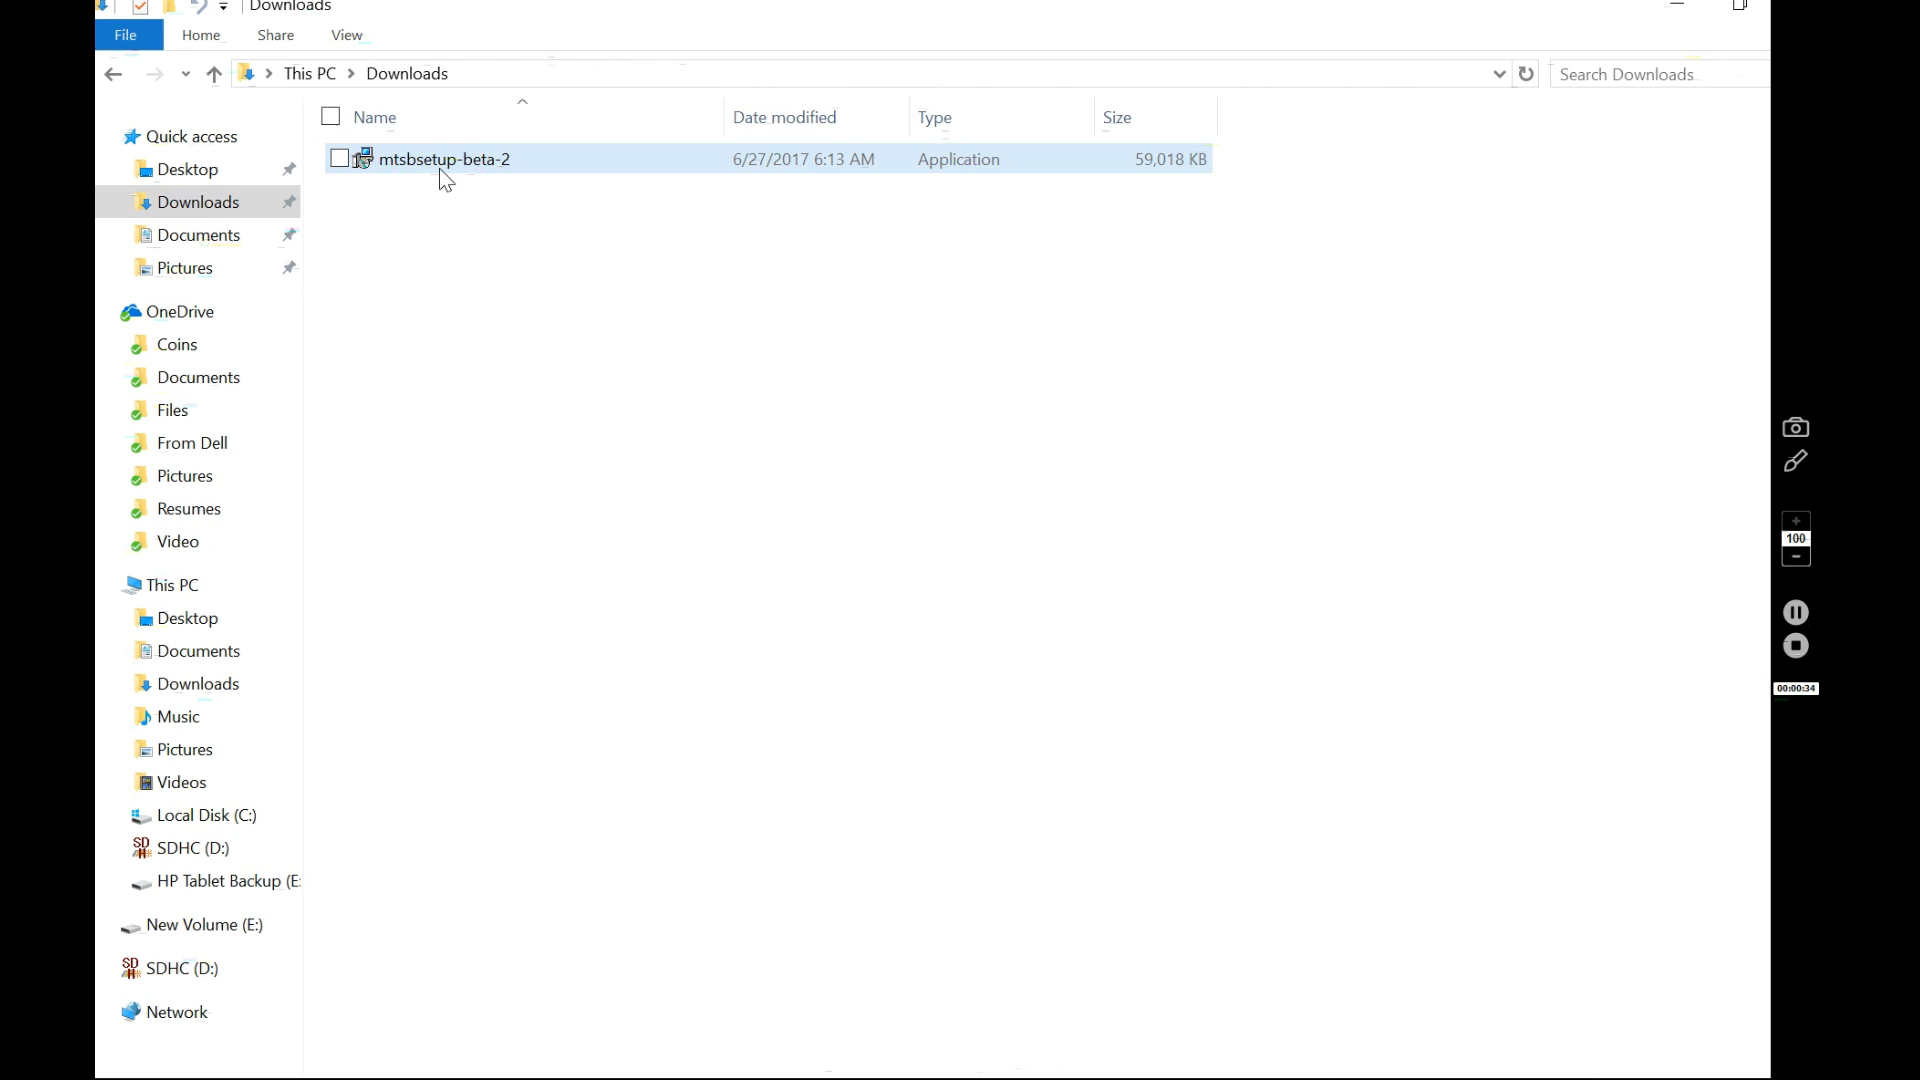 Downloads
File Home Share View
This PC Downloads Search Downloads
Name Date modified Type Size
mtsbsetup-beta-2 6/27/2017 6:13 AM Application 59,018 KB
Quick access
Desktop
Downloads
Documents
Pictures
OneDrive
Coins
Documents
Files
From Dell
Pictures
Resumes
Video
This PC
Desktop
Documents
Downloads
Music
Pictures
Videos
Local Disk (C:)
SDHC (D:)
HP Tablet Backup (E:
New Volume (E:)
SDHC (D:)
Network
100
00:00:34